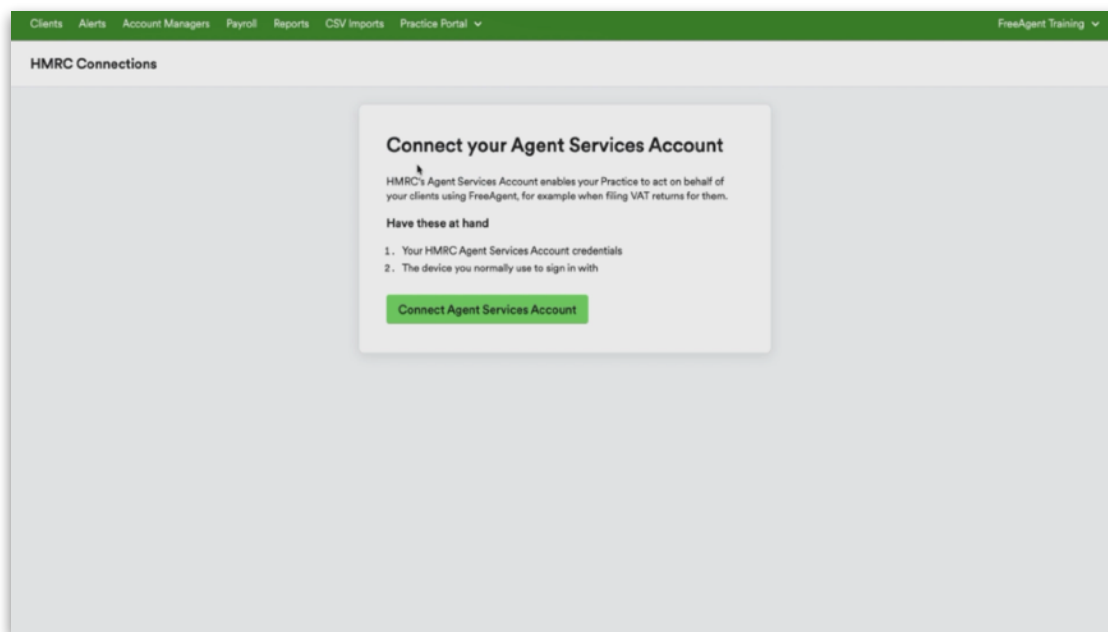 Clients Alerts Account Managers Payroll Reports CSV Imports Practice Portal FreeAgent Training
HMRC Connections
Connect your Agent Services Account
HMRC's Agent Services Account enables your Practice to act on behalf of
your clients using FreeAgent, for example when filing VAT returns for them.
Have these at hand
1. Your HMRC Agent Services Account credentials
2. The device you normally use to sign in with
Connect Agent Services Account